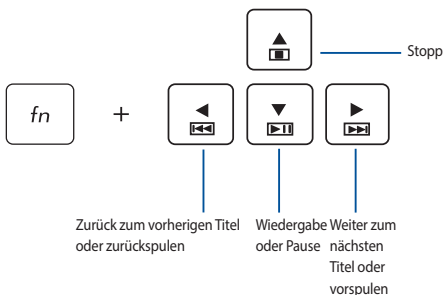 Stopp
fn +
Zurück zum vorherigen Titel
oder zurückspulen
Wiedergabe
oder Pause
Weiter zum
nächsten
Titel oder
vorspulen